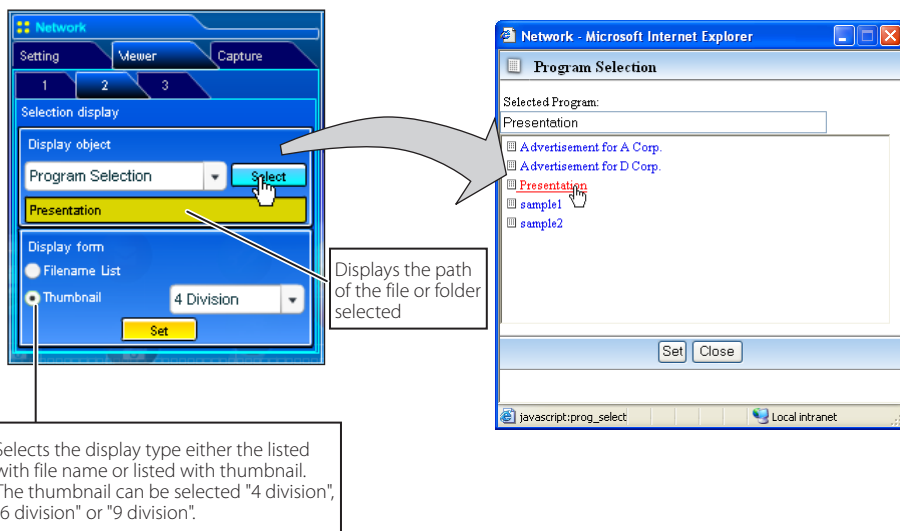 Network
Setting
Viewer
Capture
1
2
3
Selection display
Display object
Program Selection
Select
Presentation
Display form
Filename List
Thumbnail
4 Division
Set
Displays the path
of the file or folder
selected
Selects the display type either the listed
with file name or listed with thumbnail.
The thumbnail can be selected "4 division",
"6 division" or "9 division".
Network - Microsoft Internet Explorer
Program Selection
Selected Program:
Presentation
Advertisement for A Corp.
Advertisement for D Corp.
Presentation
sample1
sample2
Set
Close
javascript:prog_select
Local intranet